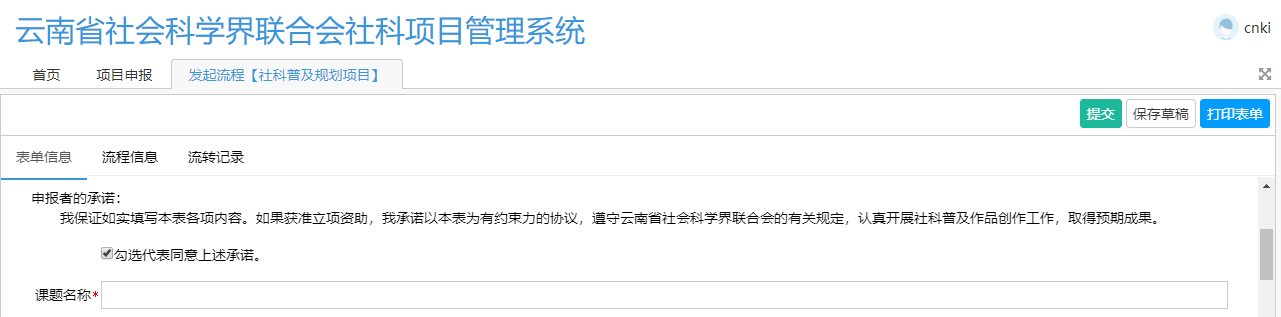 云南省社会科学界联合会社科项目管理系统
cnki
首页 项目申报 发起流程【社科普及规划项目】
提交 保存草稿 打印表单
表单信息 流程信息 流转记录
申报者的承诺:
我保证如实填写本表各项内容。如果获准立项资助，我承诺以本表为有约束力的协议，遵守云南省社会科学界联合会的有关规定，认真开展社科普及作品创作工作，取得预期成果。
勾选代表同意上述承诺。
课题名称*